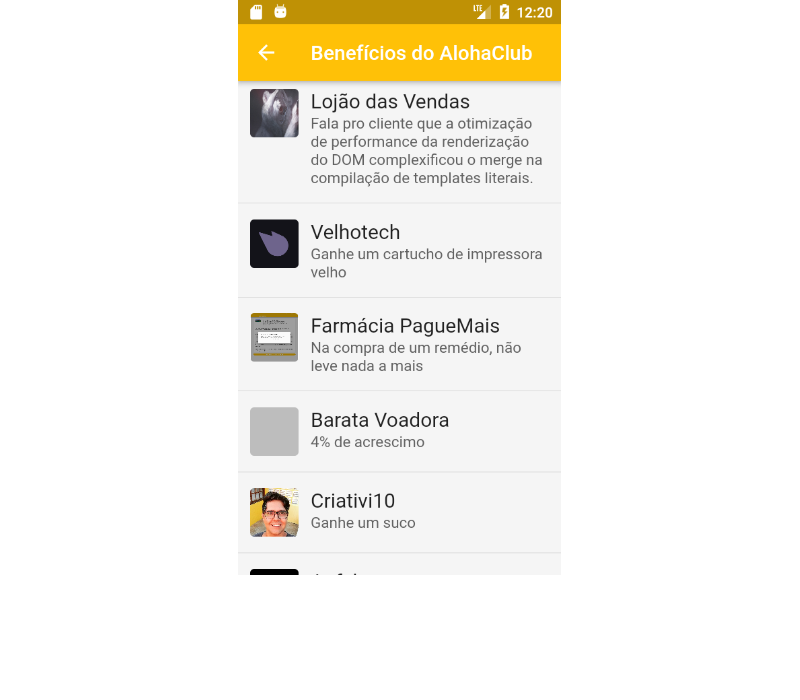 LTE 12:20
Benefícios do AlohaClub
Lojão das Vendas
Fala pro cliente que a otimização
de performance da renderização
do DOM complexificou o merge na
compilação de templates literais.
Velhotech
Ganhe um cartucho de impressora
velho
Farmácia PagueMais
Na compra de um remédio, não
leve nada a mais
Barata Voadora
4% de acrescimo
Criativi10
Ganhe um suco